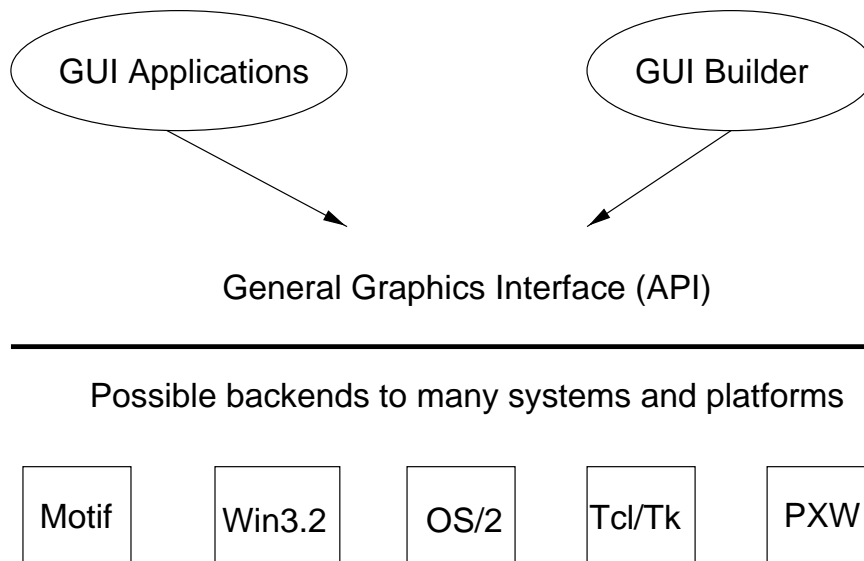 GUI Applications
GUI Builder
General Graphics Interface (API)
Possible backends to many systems and platforms
Motif
Win3.2
OS/2
Tcl/Tk
PXW